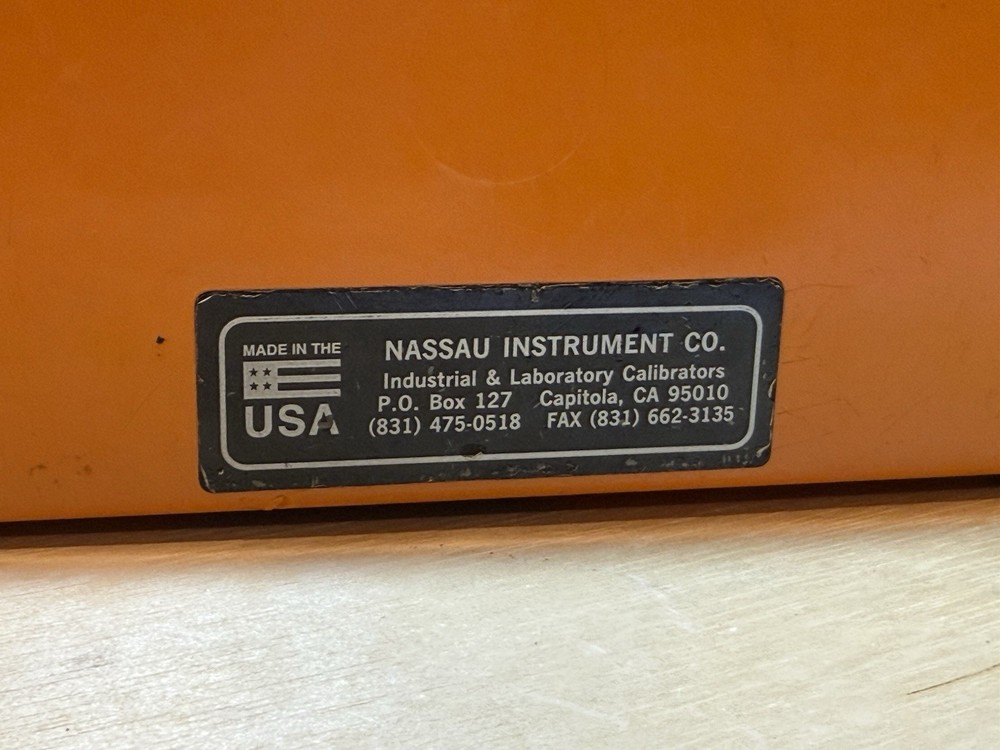 MADE IN THE
USA
NASSAU INSTRUMENT CO.
Industrial & Laboratory Calibrators
P.O. Box 127 Capitola, CA 95010
(831) 475-0518 FAX (831) 662-3135